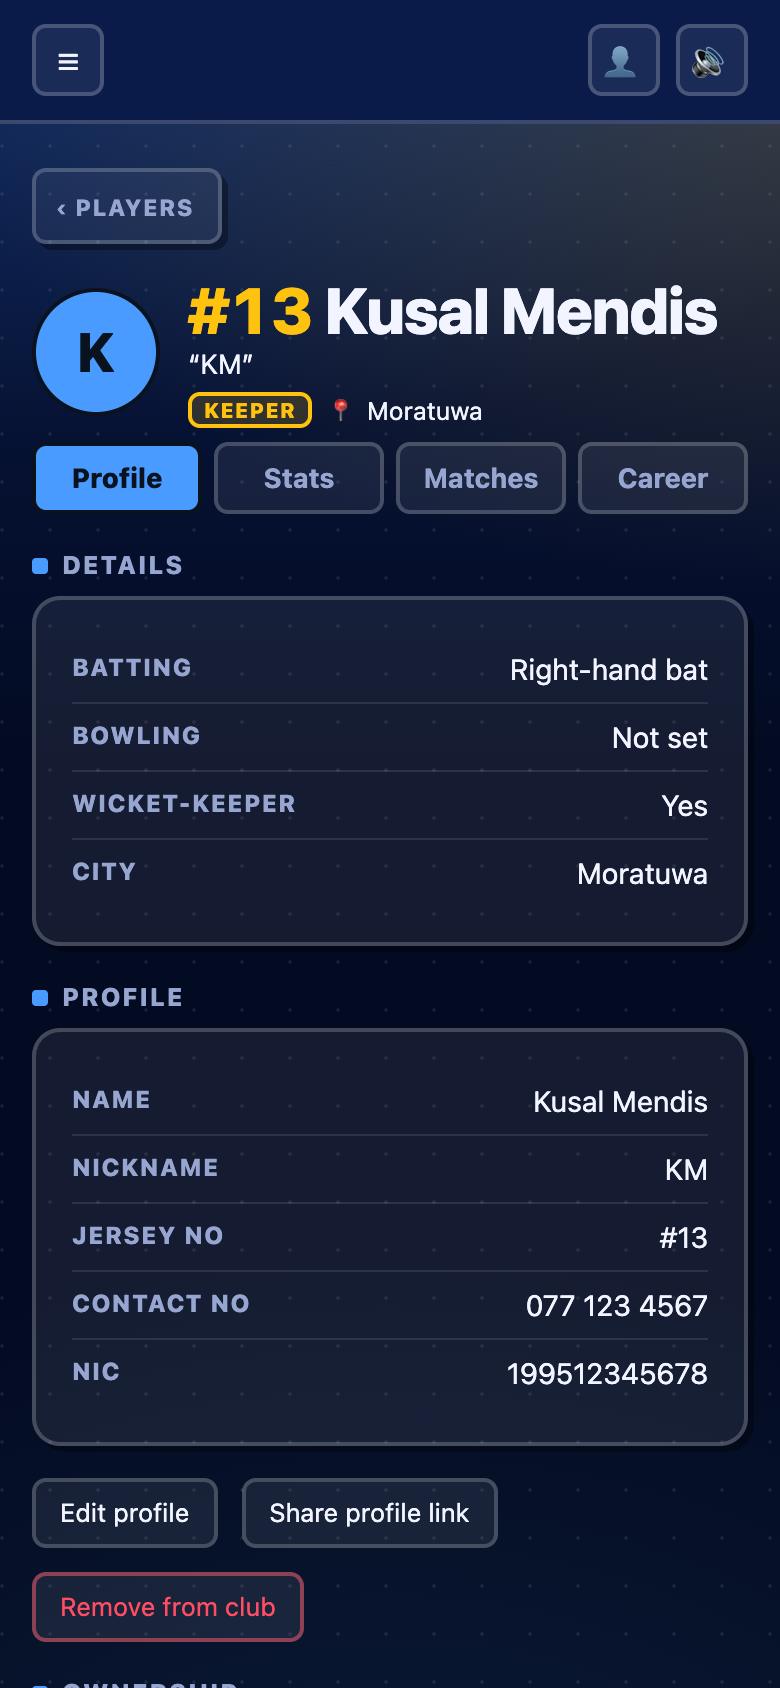 ≡
‹ PLAYERS
K
#13 Kusal Mendis
“KM”
KEEPER 📍 Moratuwa
Profile Stats Matches Career
DETAILS
BATTING Right-hand bat
BOWLING Not set
WICKET-KEEPER Yes
CITY Moratuwa
PROFILE
NAME Kusal Mendis
NICKNAME KM
JERSEY NO #13
CONTACT NO 077 123 4567
NIC 199512345678
Edit profile Share profile link
Remove from club